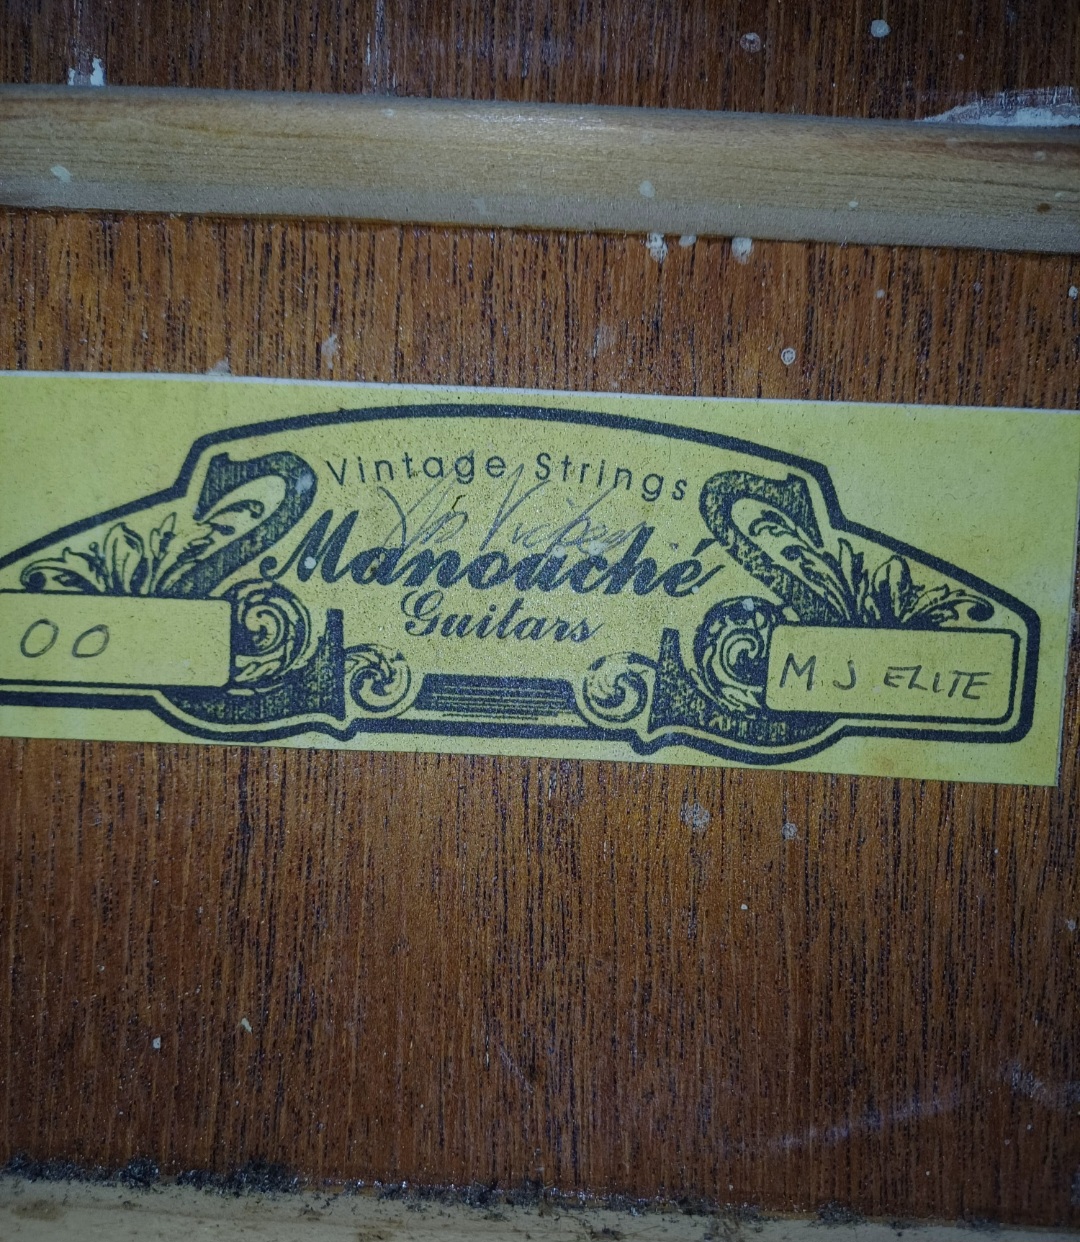 Vintage Strings
Manouché
Guitars
00
M J ELITE